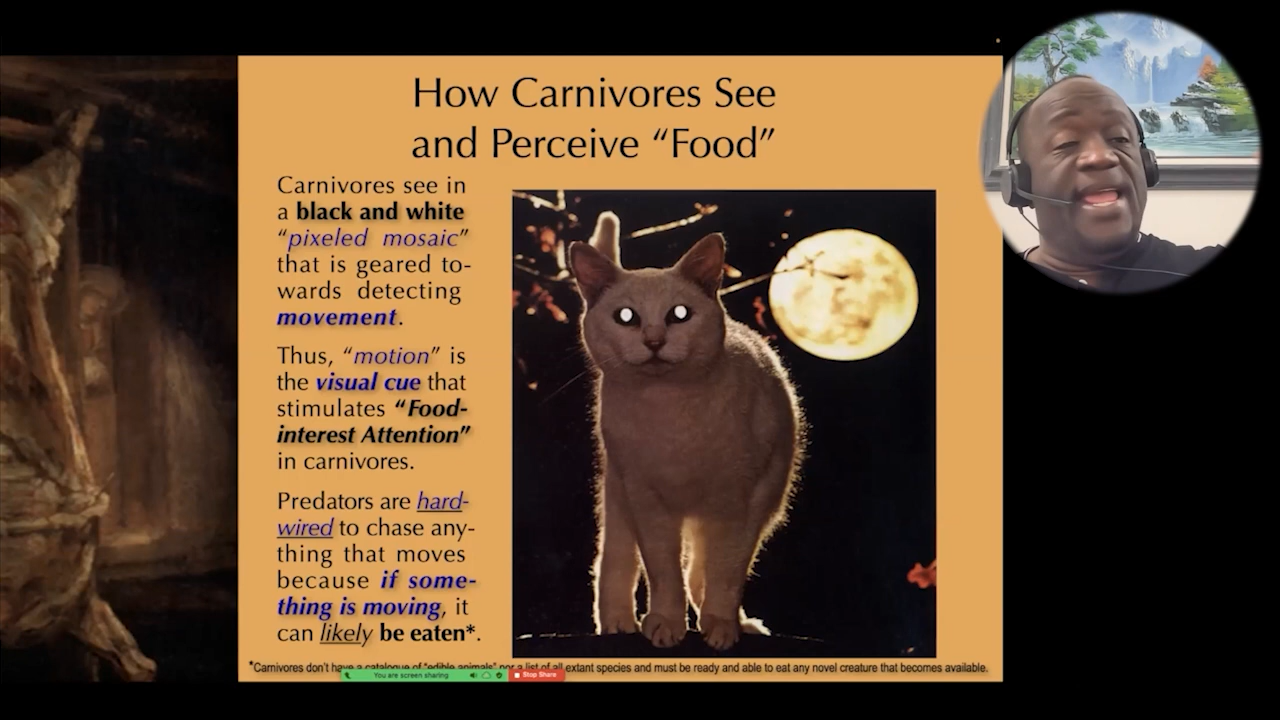 How Carnivores See
and Perceive “Food”
Carnivores see in
a black and white
“pixeled mosaic”
that is geared to-
wards detecting
movement.
Thus, “motion” is
the visual cue that
stimulates “Food-
interest Attention”
in carnivores.
Predators are hard-
wired to chase any-
thing that moves
because if some-
thing is moving, it
can likely be eaten*.
*Carnivores don't have a catalogue of “edible animals” nor a list of all extant species and must be ready and able to eat any novel creature that becomes available.
You are screen sharing
Stop Share